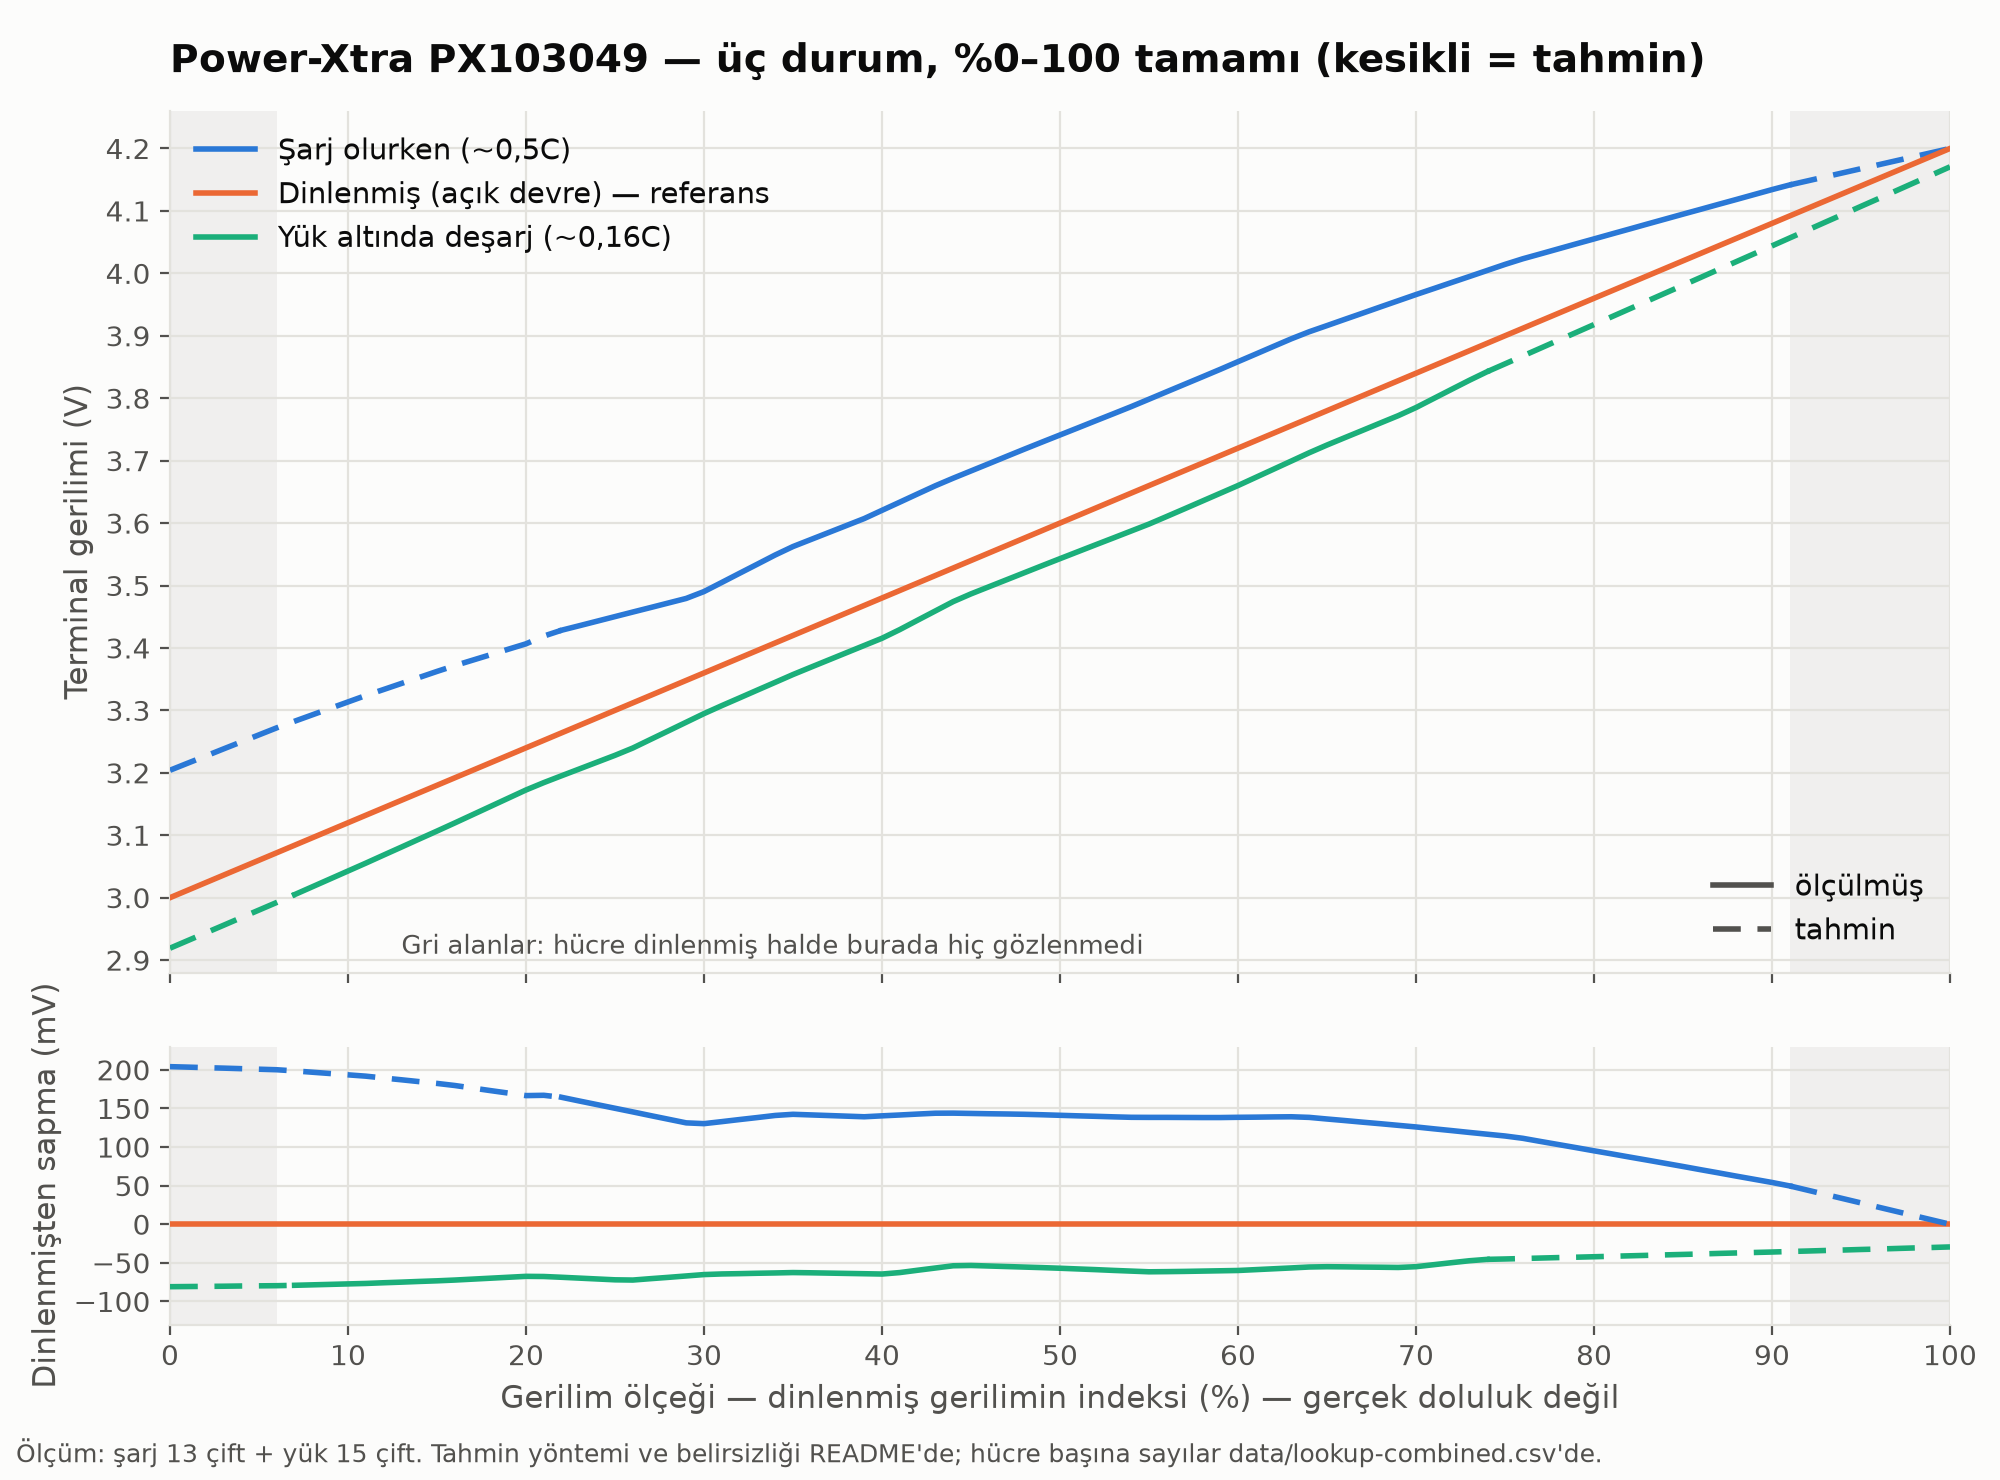 Power-Xtra PX103049 — üç durum, %0–100 tamamı (kesikli = tahmin)
Şarj olurken (~0,5C)
Dinlenmiş (açık devre) — referans
Yük altında deşarj (~0,16C)
Terminal gerilimi (V)
4.2
4.1
4.0
3.9
3.8
3.7
3.6
3.5
3.4
3.3
3.2
3.1
3.0
2.9
ölçülmüş
tahmin
Gri alanlar: hücre dinlenmiş halde burada hiç gözlenmedi
Dinlenmişten sapma (mV)
200
150
100
50
0
−50
−100
0 10 20 30 40 50 60 70 80 90 100
Gerilim ölçeği — dinlenmiş gerilimin indeksi (%) — gerçek doluluk değil
Ölçüm: şarj 13 çift + yük 15 çift. Tahmin yöntemi ve belirsizliği README'de; hücre başına sayılar data/lookup-combined.csv'de.